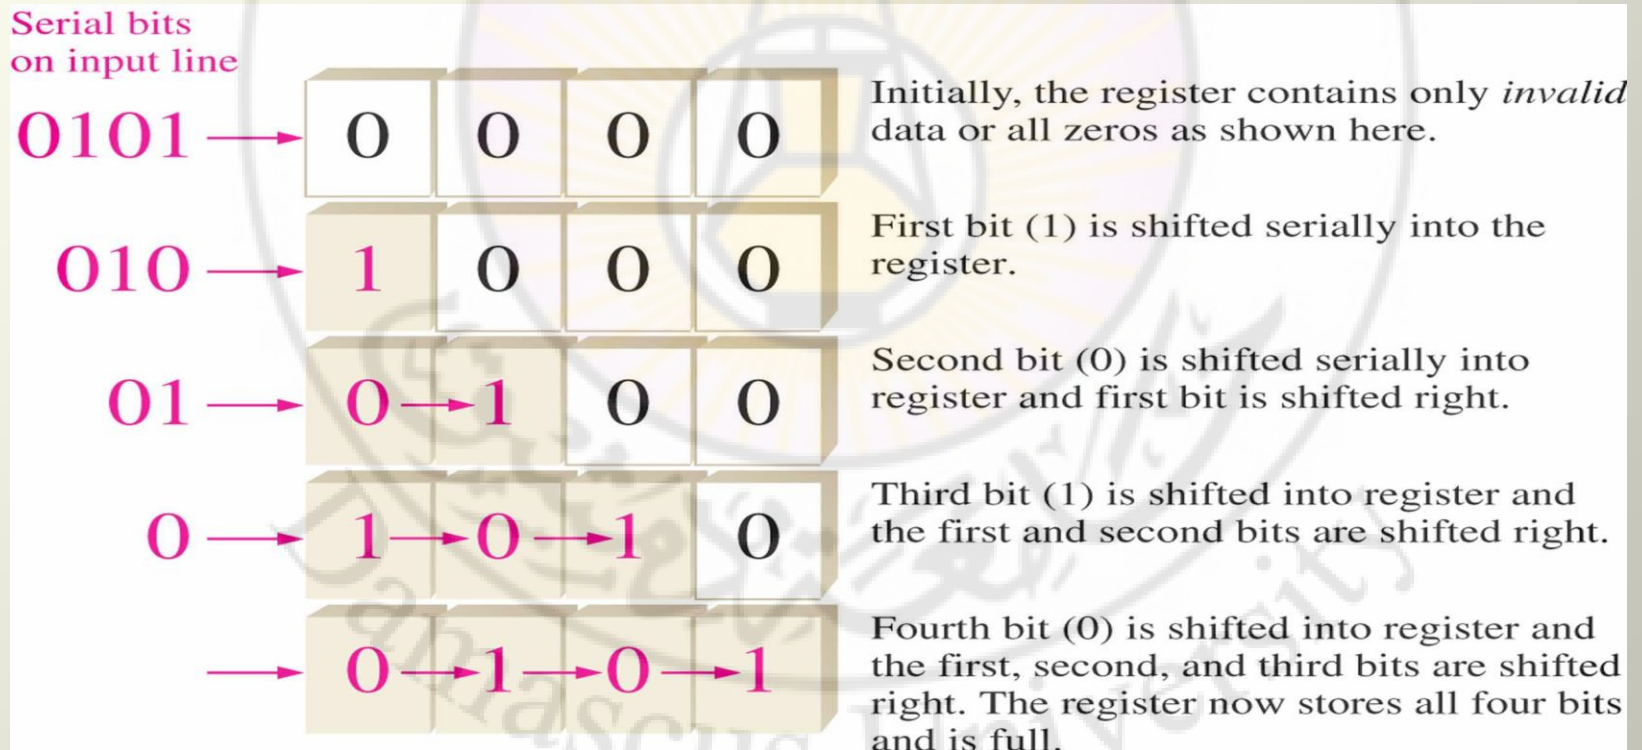 Serial bits
on input line
0101 → 0 0 0 0
Initially, the register contains only invalid
data or all zeros as shown here.
010 → 1 0 0 0
First bit (1) is shifted serially into the
register.
01 → 0 → 1 0 0
Second bit (0) is shifted serially into
register and first bit is shifted right.
0 → 1 → 0 → 1 0
Third bit (1) is shifted into register and
the first and second bits are shifted right.
→ 0 → 1 → 0 → 1
Fourth bit (0) is shifted into register and
the first, second, and third bits are shifted
right. The register now stores all four bits
and is full.
Damascus University